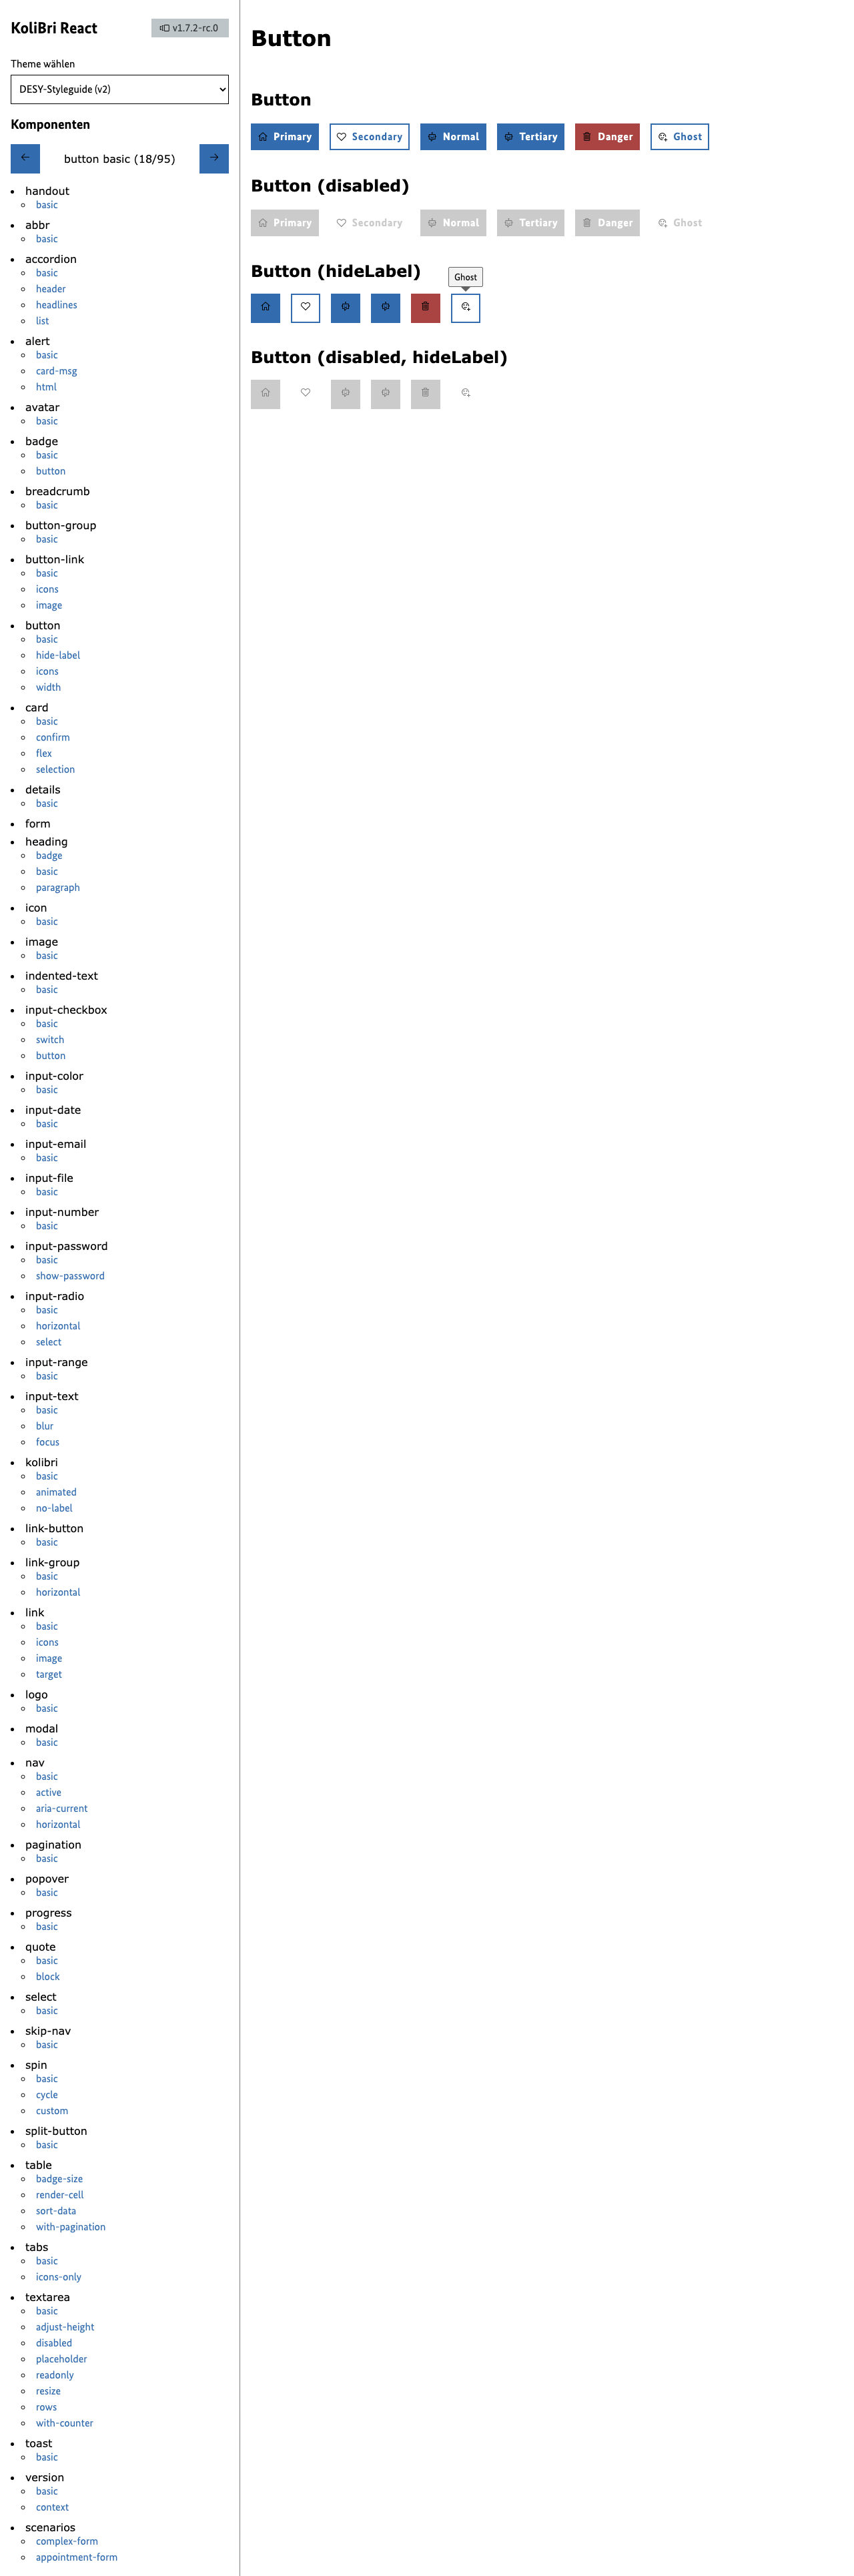 KoliBri React
v1.7.2-rc.0
Theme wählen
DESY-Styleguide (v2)
Komponenten
button basic (18/95)
handout
basic
abbr
basic
accordion
basic
header
headlines
list
alert
basic
card-msg
html
avatar
basic
badge
basic
button
breadcrumb
basic
button-group
basic
button-link
basic
icons
image
button
basic
hide-label
icons
width
card
basic
confirm
flex
selection
details
basic
form
heading
badge
basic
paragraph
icon
basic
image
basic
indented-text
basic
input-checkbox
basic
switch
button
input-color
basic
input-date
basic
input-email
basic
input-file
basic
input-number
basic
input-password
basic
show-password
input-radio
basic
horizontal
select
input-range
basic
input-text
basic
blur
focus
kolibri
basic
animated
no-label
link-button
basic
link-group
basic
horizontal
link
basic
icons
image
target
logo
basic
modal
basic
nav
basic
active
aria-current
horizontal
pagination
basic
popover
basic
progress
basic
quote
basic
block
select
basic
skip-nav
basic
spin
basic
cycle
custom
split-button
basic
table
badge-size
render-cell
sort-data
with-pagination
tabs
basic
icons-only
textarea
basic
adjust-height
disabled
placeholder
readonly
resize
rows
with-counter
toast
basic
version
basic
context
scenarios
complex-form
appointment-form
Button
Button
Primary Secondary Normal Tertiary Danger Ghost
Button (disabled)
Primary Secondary Normal Tertiary Danger Ghost
Button (hideLabel)
Ghost
Button (disabled, hideLabel)